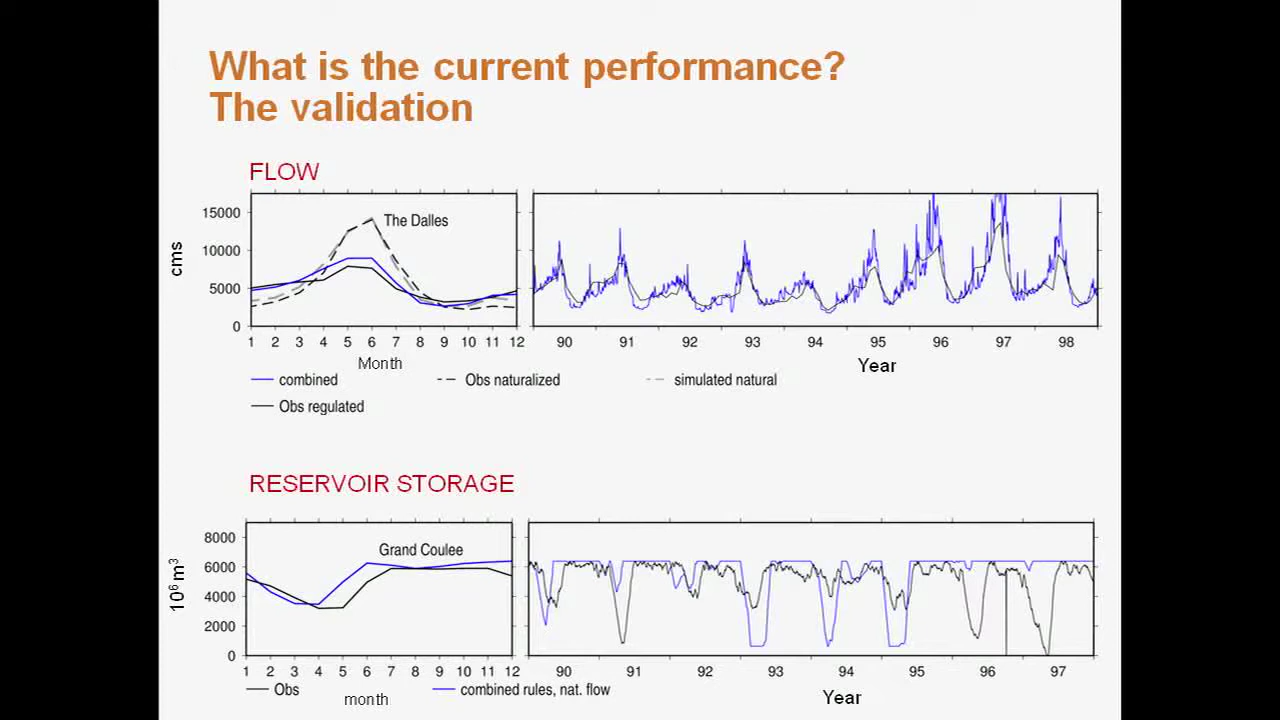 What is the current performance?
The validation
FLOW
15000
10000
5000
0
cms
The Dalles
1 2 3 4 5 6 7 8 9 10 11 12
Month
90 91 92 93 94 95 96 97 98
Year
combined
Obs naturalized
simulated natural
Obs regulated
RESERVOIR STORAGE
8000
6000
4000
2000
0
10⁶ m³
Grand Coulee
1 2 3 4 5 6 7 8 9 10 11 12
month
90 91 92 93 94 95 96 97
Year
Obs
combined rules, nat. flow